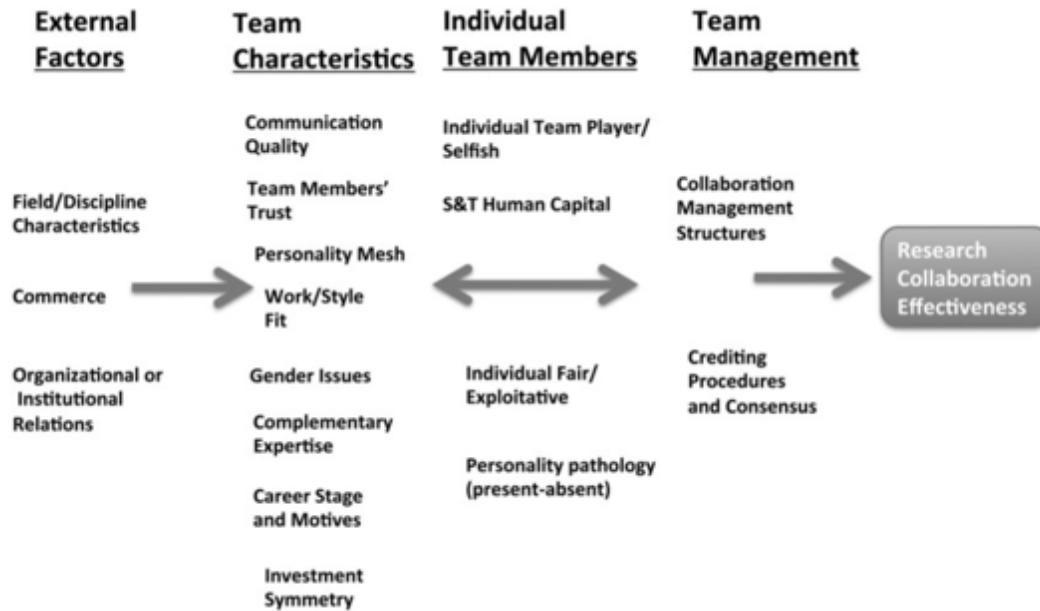 External
Factors
Field/Discipline
Characteristics
Commerce
Organizational or
Institutional
Relations
Team
Characteristics
Communication
Quality
Team Members'
Trust
Personality Mesh
Work/Style
Fit
Gender Issues
Complementary
Expertise
Career Stage
and Motives
Investment
Symmetry
Individual
Team Members
Individual Team Player/
Selfish
S&T Human Capital
Individual Fair/
Exploitative
Personality pathology
(present-absent)
Team
Management
Collaboration
Management
Structures
Crediting
Procedures
and Consensus
Research
Collaboration
Effectiveness